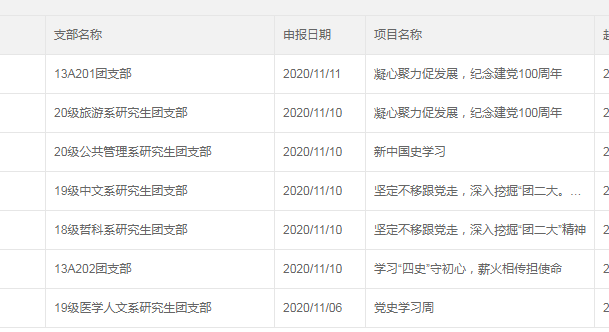 支部名称 申报日期 项目名称
13A201团支部 2020/11/11 凝心聚力促发展，纪念建党100周年 2
20级旅游系研究生团支部 2020/11/10 凝心聚力促发展，纪念建党100周年 2
20级公共管理系研究生团支部 2020/11/10 新中国史学习 2
19级中文系研究生团支部 2020/11/10 坚定不移跟党走，深入挖掘“团二大。... 2
18级哲科系研究生团支部 2020/11/10 坚定不移跟党走，深入挖掘“团二大”精神 2
13A202团支部 2020/11/10 学习“四史”守初心，薪火相传担使命 2
19级医学人文系研究生团支部 2020/11/06 党史学习周 2